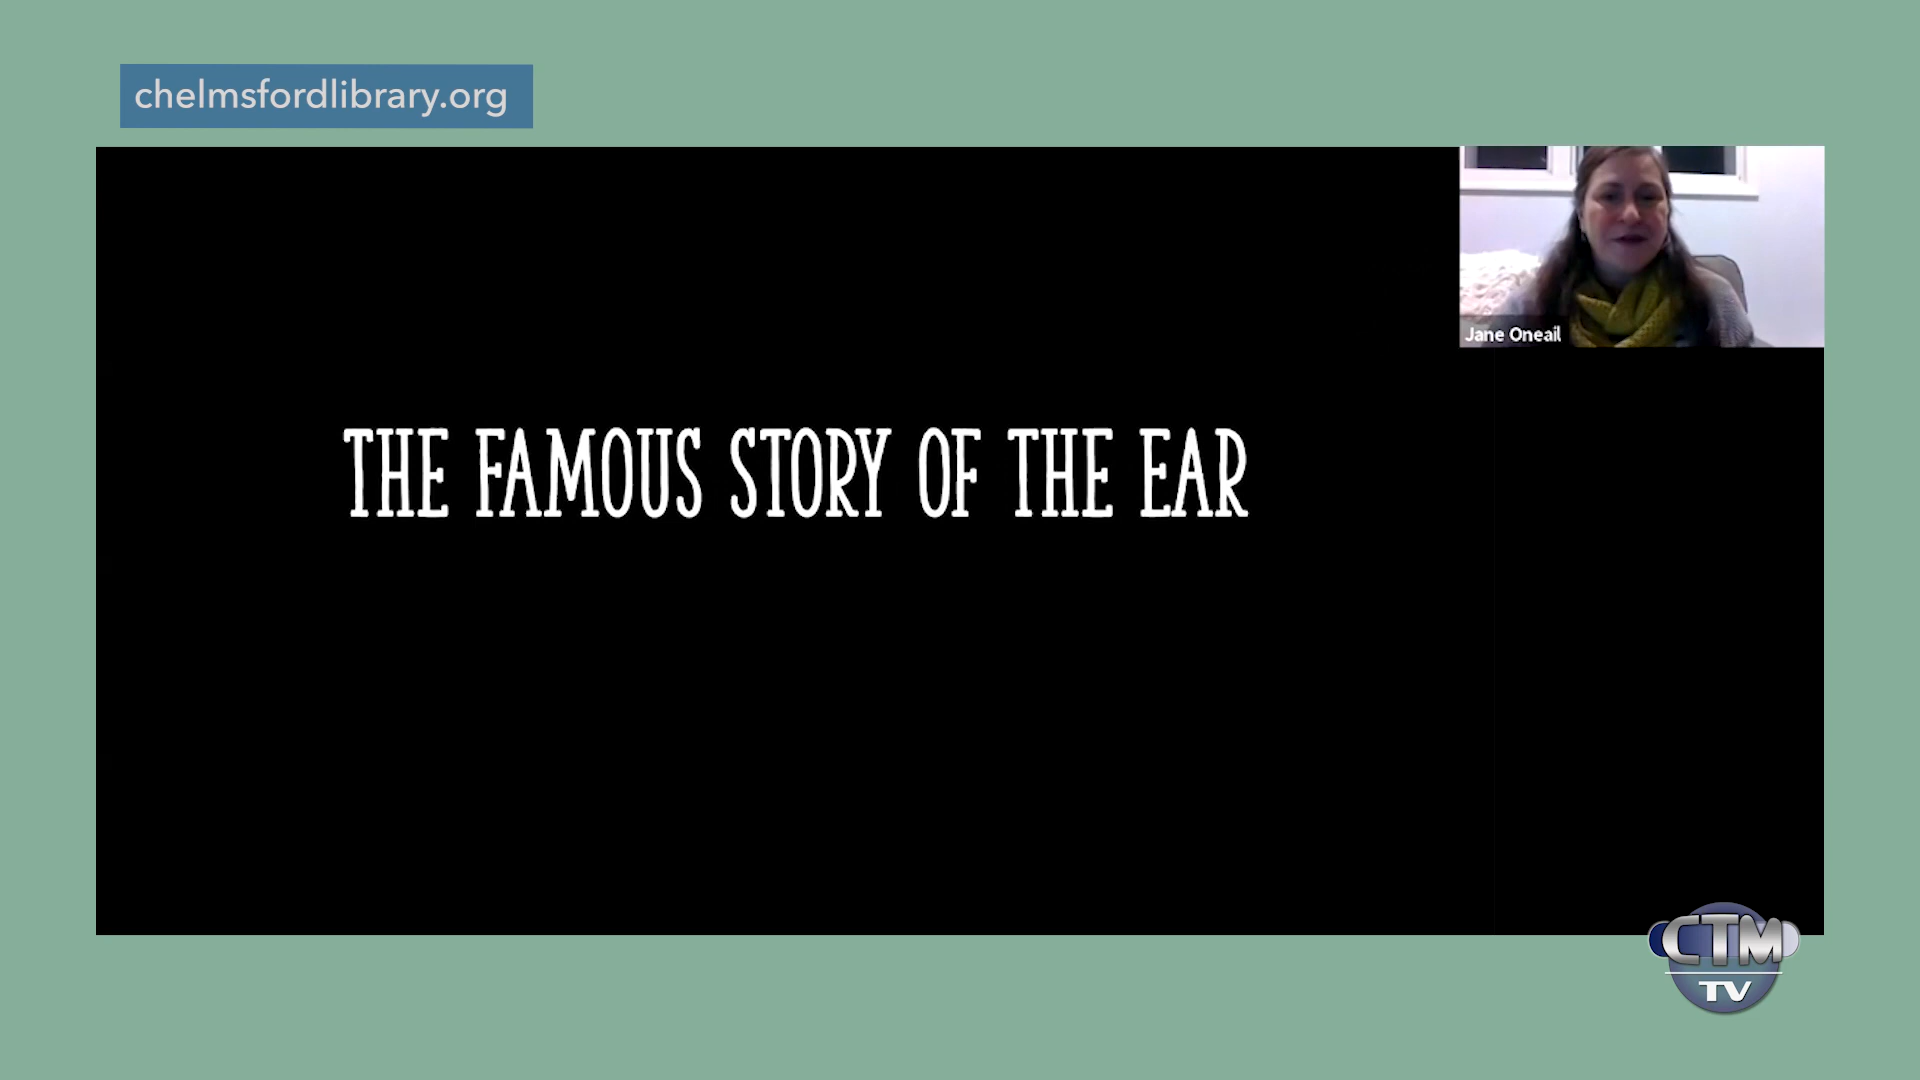 chelmsfordlibrary.org
Jane Oneail
THE FAMOUS STORY OF THE EAR
CTM
TV